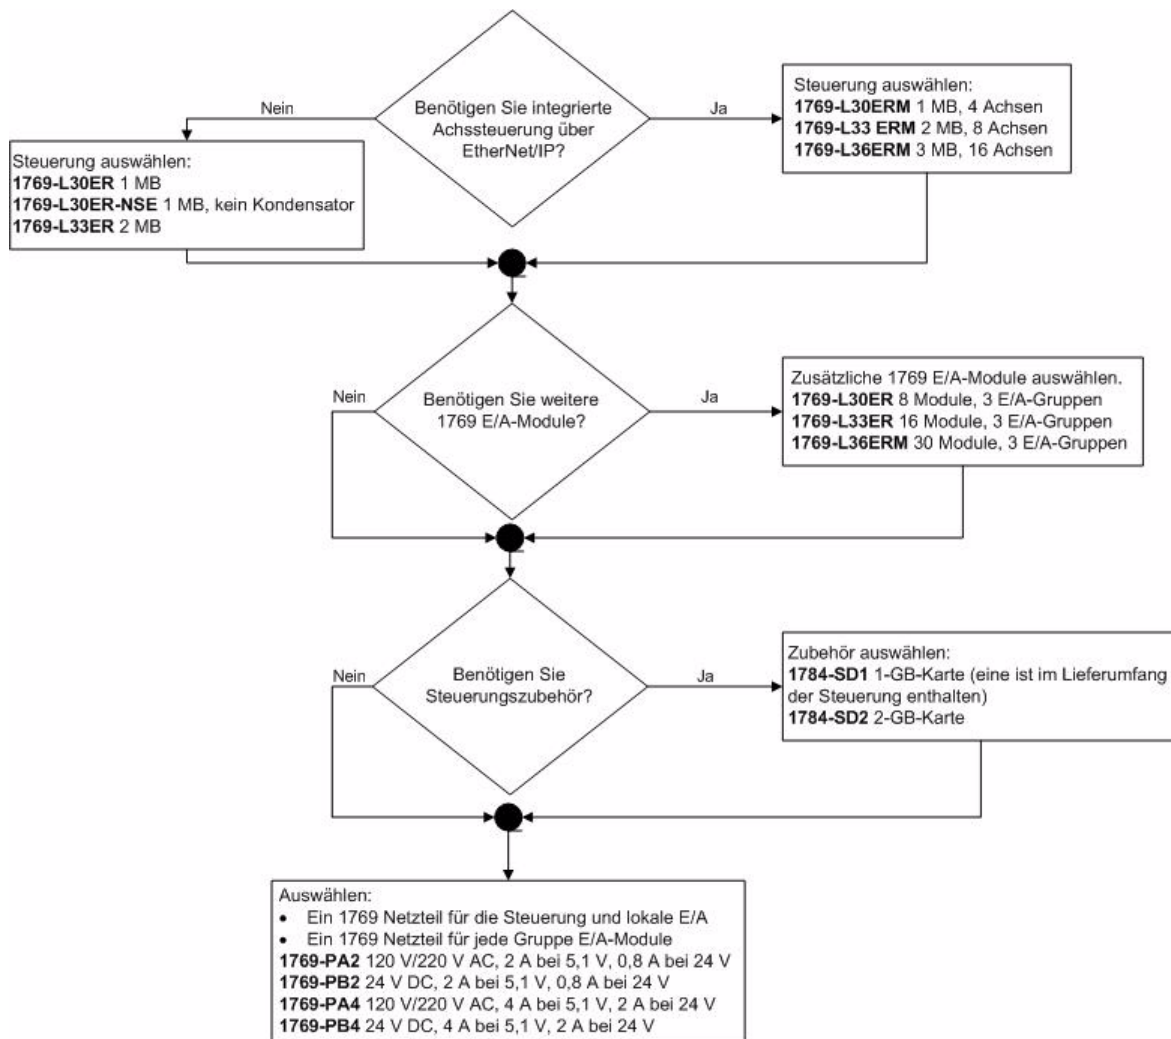 Benötigen Sie integrierte
Achssteuerung über
EtherNet/IP?
Nein
Ja
Steuerung auswählen:
1769-L30ERM 1 MB, 4 Achsen
1769-L33 ERM 2 MB, 8 Achsen
1769-L36ERM 3 MB, 16 Achsen
Steuerung auswählen:
1769-L30ER 1 MB
1769-L30ER-NSE 1 MB, kein Kondensator
1769-L33ER 2 MB
Benötigen Sie weitere
1769 E/A-Module?
Nein
Ja
Zusätzliche 1769 E/A-Module auswählen.
1769-L30ER 8 Module, 3 E/A-Gruppen
1769-L33ER 16 Module, 3 E/A-Gruppen
1769-L36ERM 30 Module, 3 E/A-Gruppen
Benötigen Sie
Steuerungszubehör?
Nein
Ja
Zubehör auswählen:
1784-SD1 1-GB-Karte (eine ist im Lieferumfang
der Steuerung enthalten)
1784-SD2 2-GB-Karte
Auswählen:
• Ein 1769 Netzteil für die Steuerung und lokale E/A
• Ein 1769 Netzteil für jede Gruppe E/A-Module
1769-PA2 120 V/220 V AC, 2 A bei 5,1 V, 0,8 A bei 24 V
1769-PB2 24 V DC, 2 A bei 5,1 V, 0,8 A bei 24 V
1769-PA4 120 V/220 V AC, 4 A bei 5,1 V, 2 A bei 24 V
1769-PB4 24 V DC, 4 A bei 5,1 V, 2 A bei 24 V